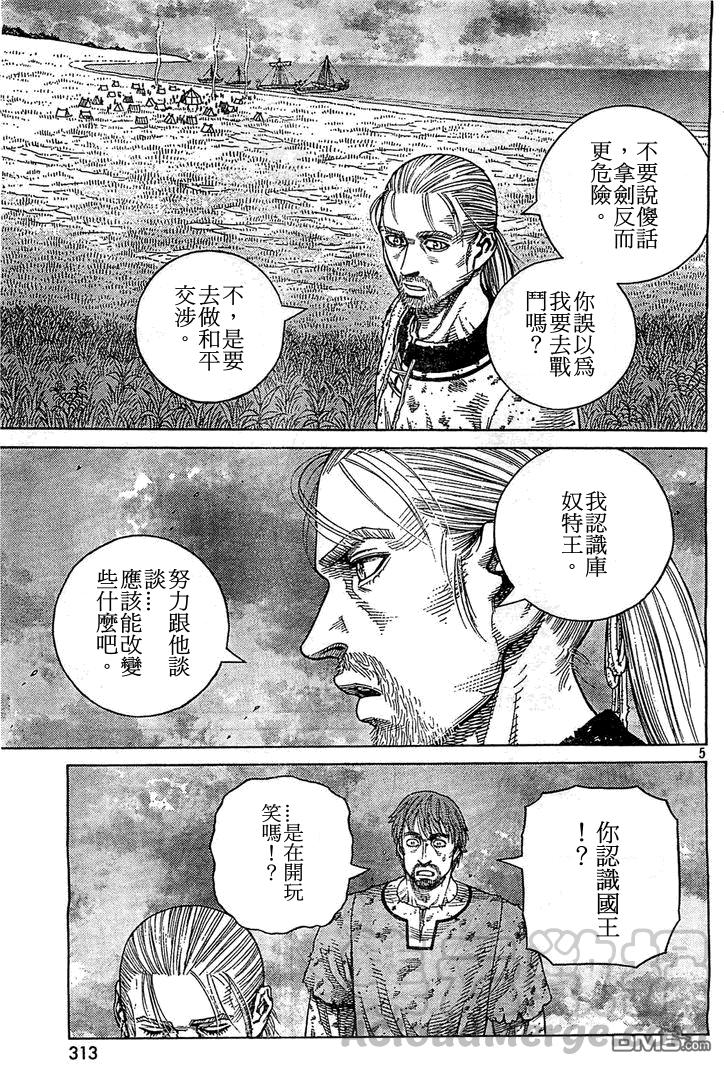 不要說傻話
，拿劍反而
更危險。
你誤以為
我要去戰
鬥嗎？
不，是要
去做和平
交涉。
我認識庫
奴特王。
努力跟他談
談……
應該能改變
些什麼吧。
5
你認識國王
！？
……是在開玩
笑嗎！？
313
ReloadMerge